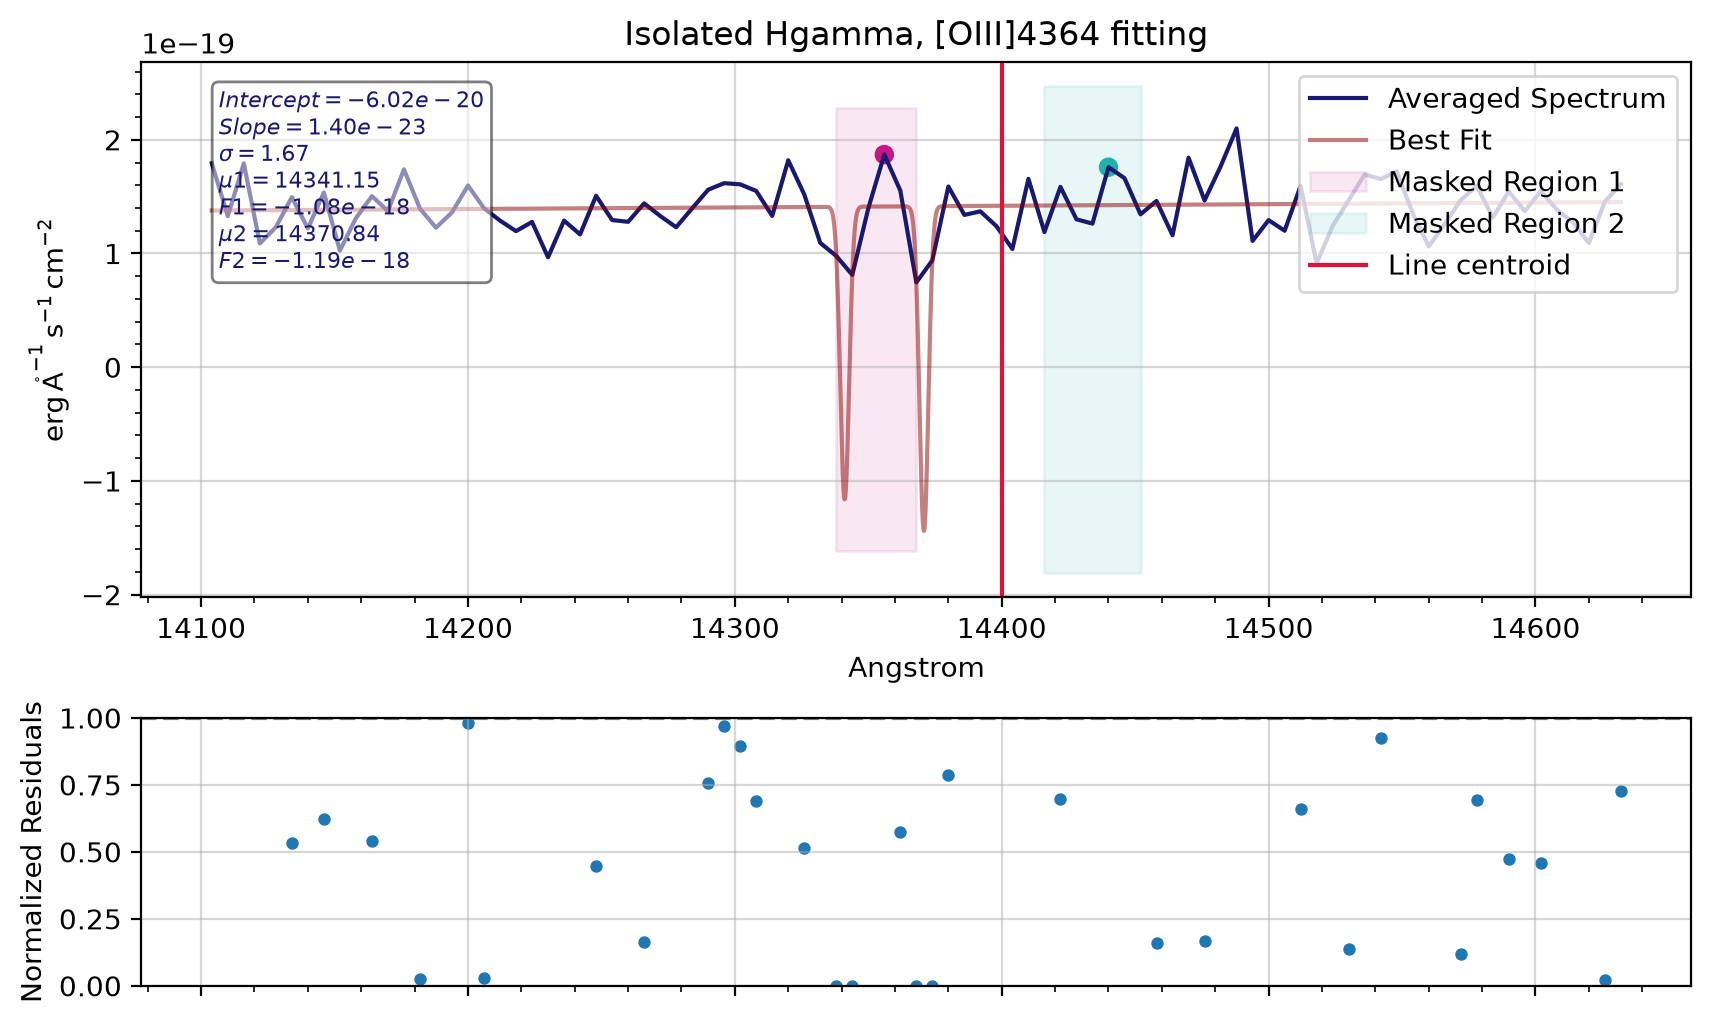 Isolated Hgamma, [OIII]4364 fitting
1e−19
Intercept = −6.02e − 20
Slope = 1.40e − 23
σ = 1.67
μ1 = 14341.15
F1 = −1.08e − 18
μ2 = 14370.84
F2 = −1.19e − 18
Averaged Spectrum
Best Fit
Masked Region 1
Masked Region 2
Line centroid
erg Å⁻¹ s⁻¹ cm⁻²
2
1
0
−1
−2
14100 14200 14300 14400 14500 14600
Angstrom
Normalized Residuals
1.00
0.75
0.50
0.25
0.00